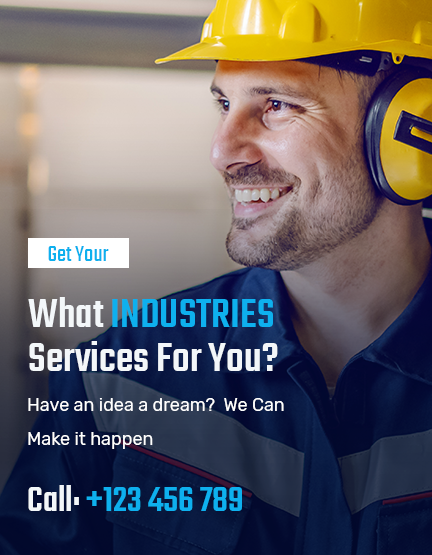 Get Your
What INDUSTRIES
Services For You?
Have an idea a dream? We Can
Make it happen
Call: +123 456 789